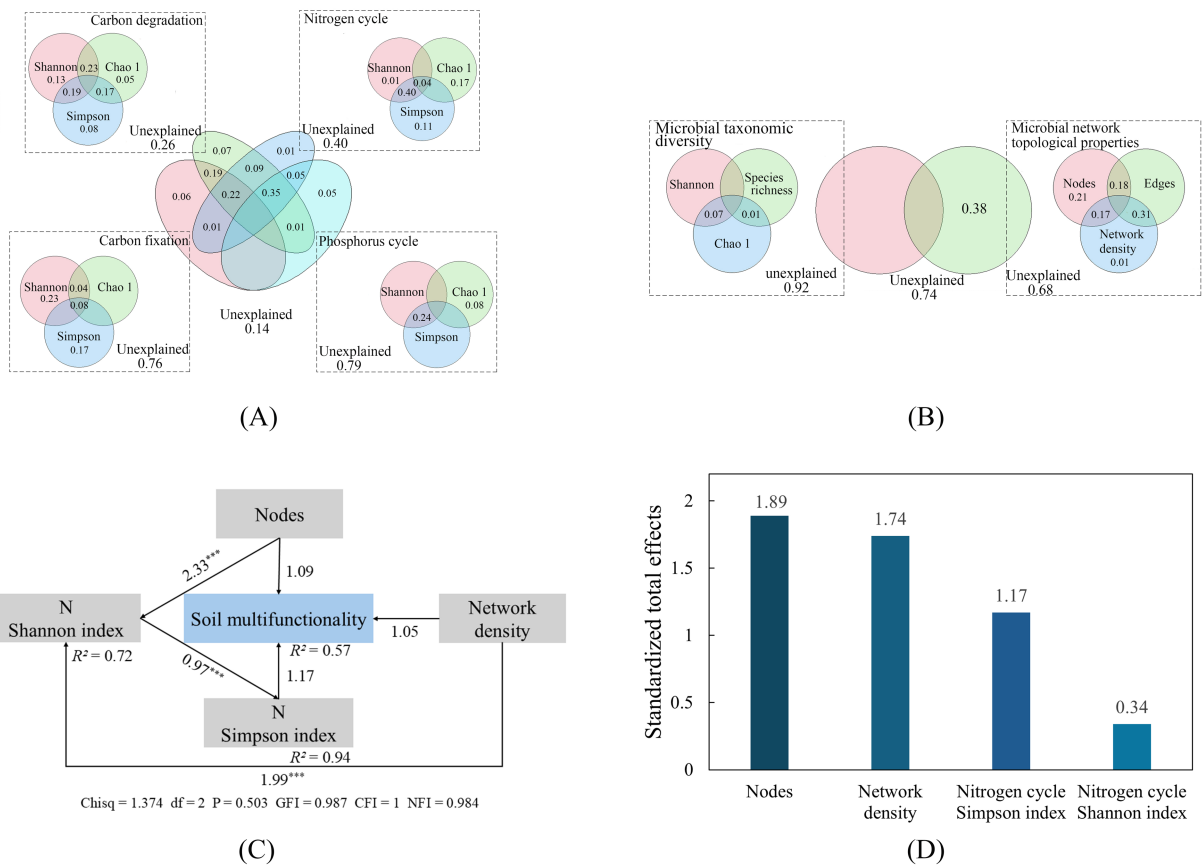 Carbon degradation
Shannon
0.13
0.23
Chao 1
0.05
0.19
0.17
Simpson
0.08
Unexplained
0.26
Nitrogen cycle
Shannon
0.01
0.04
Chao 1
0.17
0.40
Simpson
0.11
Unexplained
0.40
0.07
0.01
0.19
0.09
0.05
0.06
0.22
0.35
0.05
0.01
0.01
Carbon fixation
Shannon
0.23
0.04
Chao 1
0.08
Simpson
0.17
Unexplained
0.76
Unexplained
0.14
Phosphorus cycle
Shannon
Chao 1
0.08
0.24
Simpson
Unexplained
0.79
(A)
Microbial taxonomic
diversity
Shannon
Species
richness
0.07
0.01
Chao 1
unexplained
0.92
0.38
Unexplained
0.74
Microbial network
topological properties
Nodes
0.21
0.18
Edges
0.17
0.31
Network
density
0.01
Unexplained
0.68
(B)
Nodes
2.33***
1.09
N
Shannon index
R² = 0.72
Soil multifunctionality
R² = 0.57
1.05
Network
density
0.97***
1.17
N
Simpson index
R² = 0.94
1.99***
Chisq = 1.374 df = 2 P = 0.503 GFI = 0.987 CFI = 1 NFI = 0.984
(C)
Standardized total effects
2
1.5
1
0.5
0
1.89
1.74
1.17
0.34
Nodes
Network
density
Nitrogen cycle
Simpson index
Nitrogen cycle
Shannon index
(D)